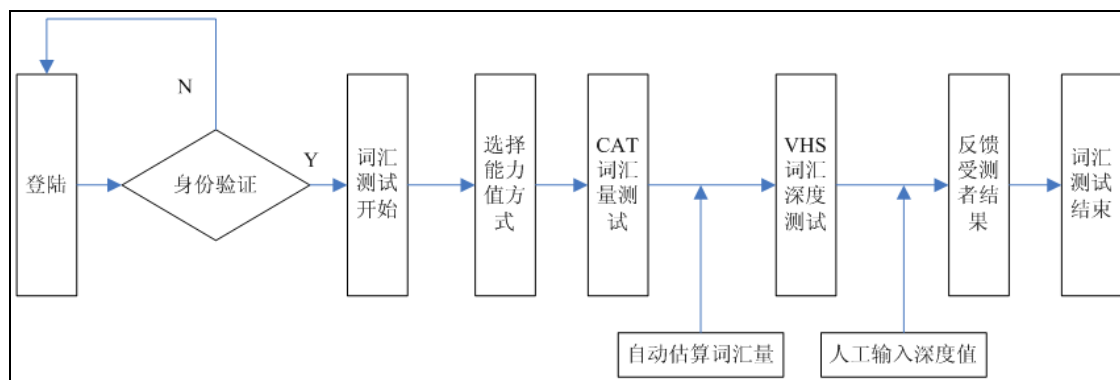 N
Y
登陆
身份验证
词汇
测试
开始
选择
能力
值方
式
CAT
词汇
量测
试
VHS
词汇
深度
测试
反馈
受测
者结
果
词汇
测试
结束
自动估算词汇量
人工输入深度值